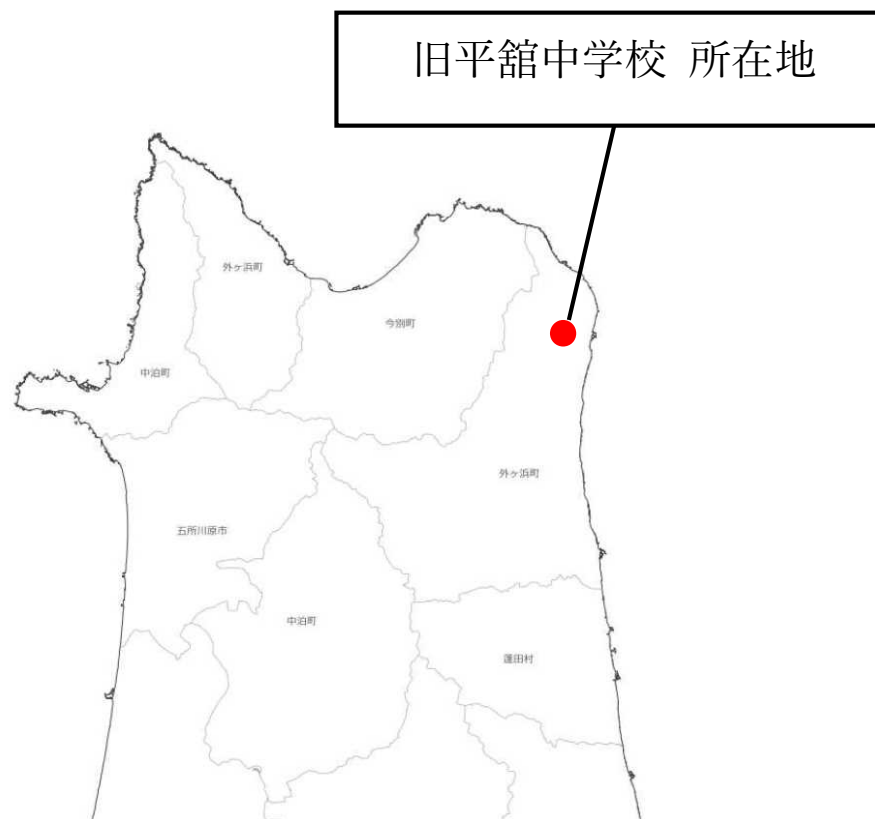 旧平舘中学校 所在地
外ヶ浜町
今別町
中泊町
外ヶ浜町
五所川原市
中泊町
蓬田村